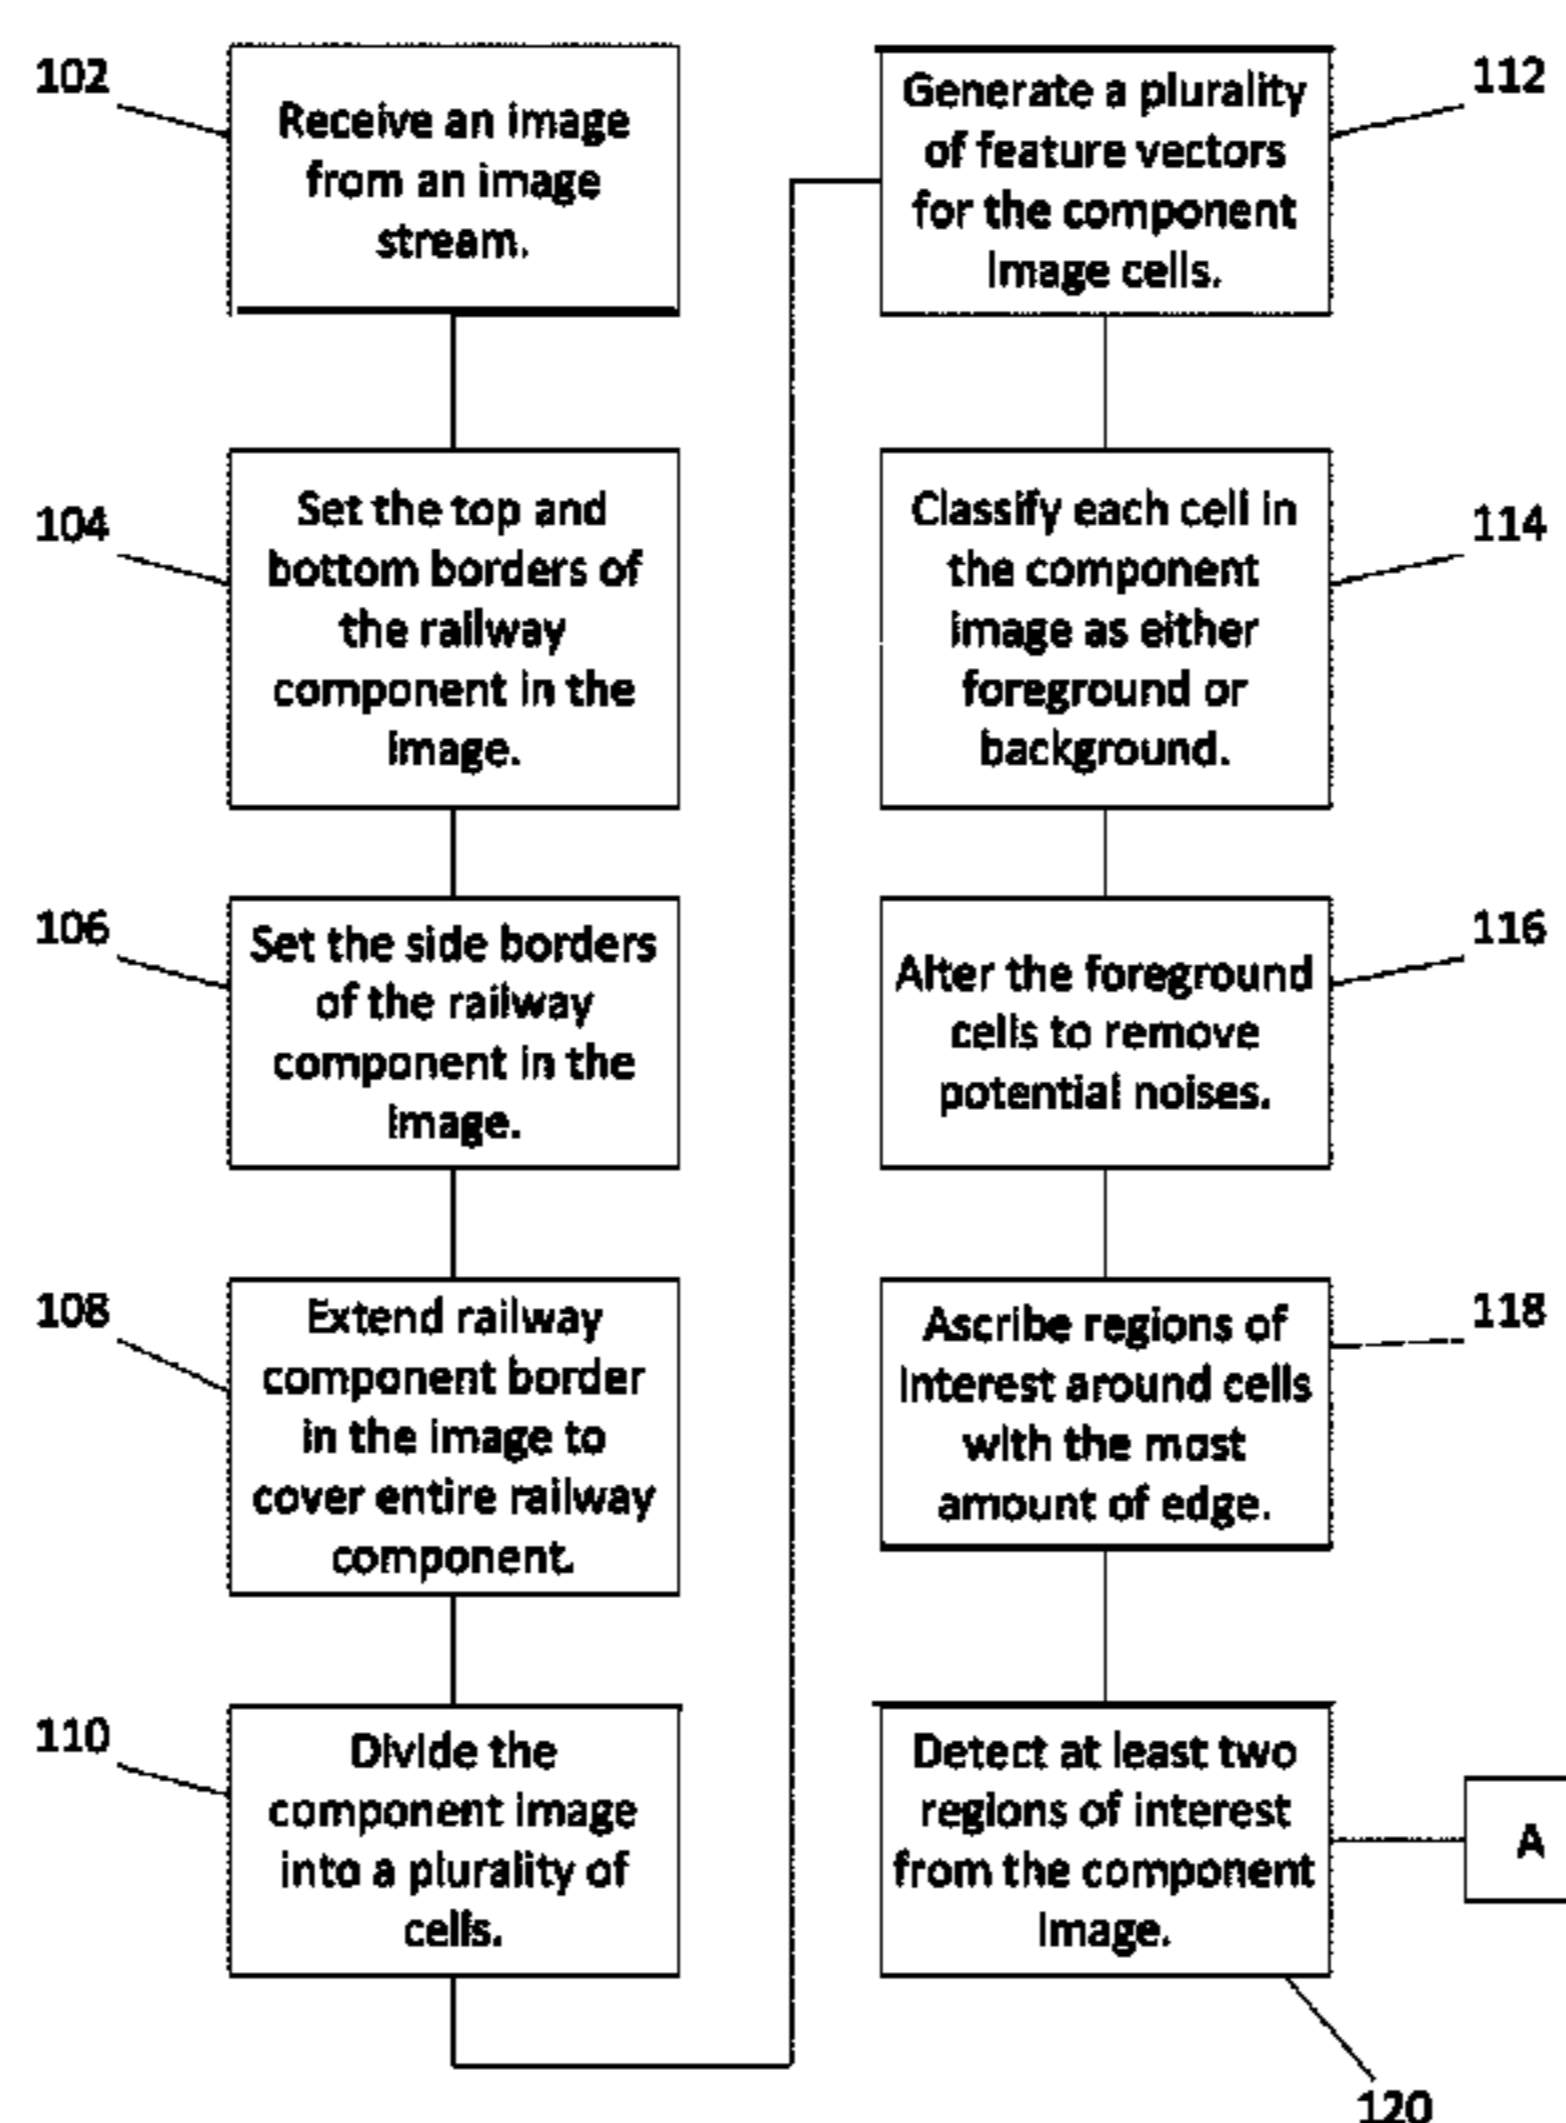 102
Receive an image
from an image
stream.
104
Set the top and
bottom borders of
the railway
component in the
image.
106
Set the side borders
of the railway
component in the
image.
108
Extend railway
component border
in the image to
cover entire railway
component.
110
Divide the
component image
into a plurality of
cells.
112
Generate a plurality
of feature vectors
for the component
image cells.
114
Classify each cell in
the component
image as either
foreground or
background.
116
Alter the foreground
cells to remove
potential noises.
118
Ascribe regions of
interest around cells
with the most
amount of edge.
Detect at least two
regions of interest
from the component
image.
A
120